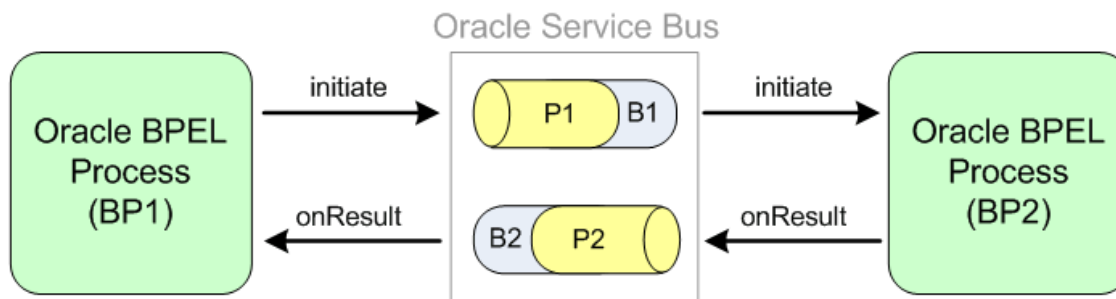 Oracle Service Bus
Oracle BPEL
Process
(BP1)
initiate
P1 B1
initiate
onResult
B2 P2
onResult
Oracle BPEL
Process
(BP2)